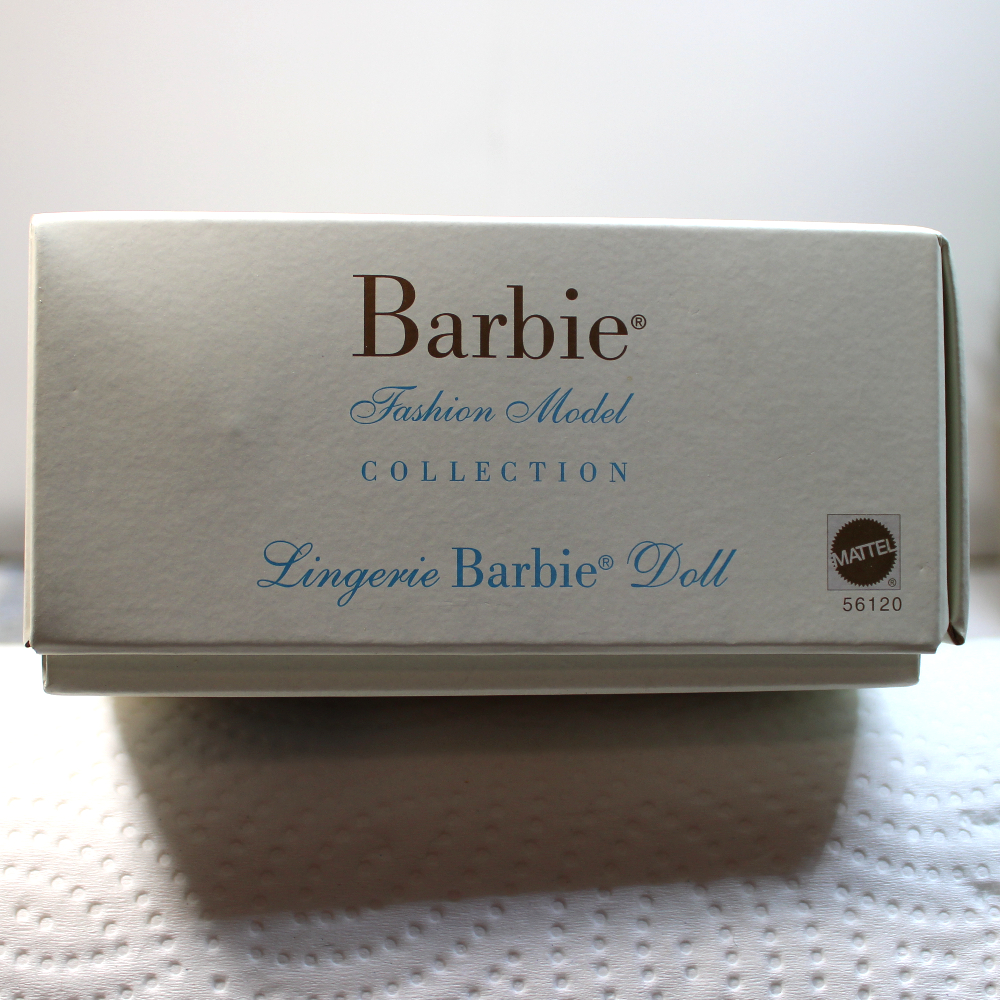 Barbie®
Fashion Model
COLLECTION
Lingerie Barbie® Doll
MATTEL
®
56120